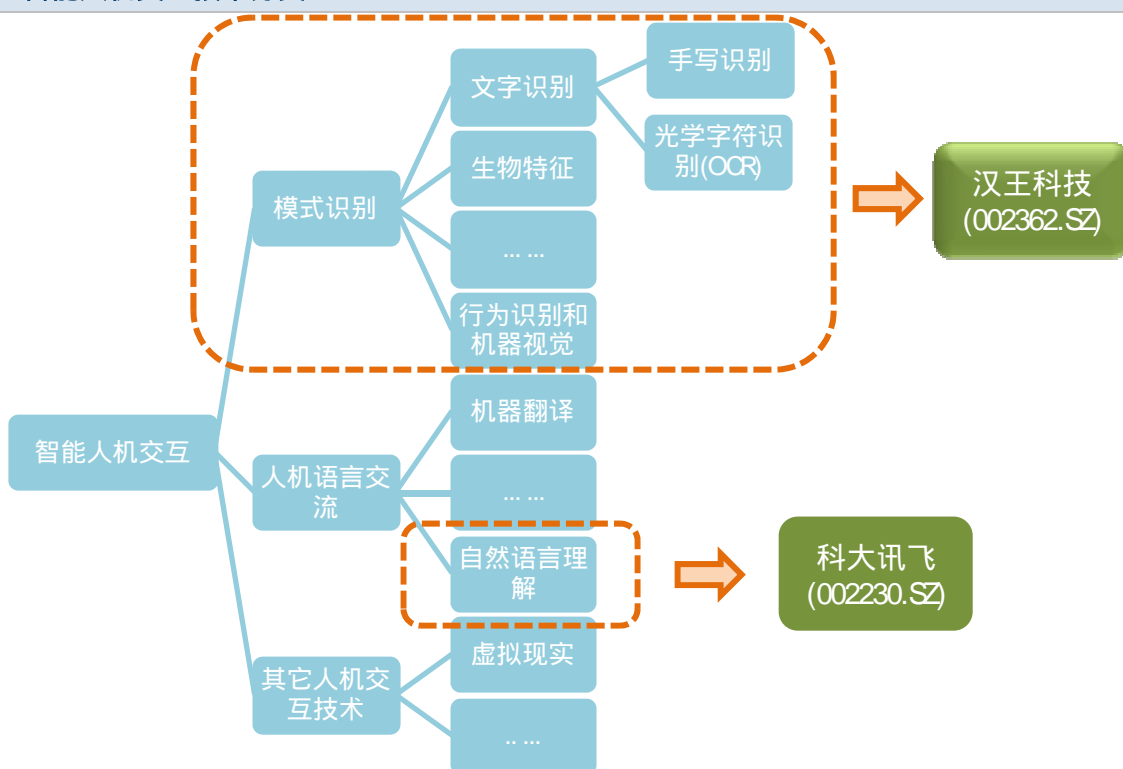 手写识别
文字识别
光学字符识
别(OCR)
生物特征
汉王科技
(002362.SZ)
模式识别
... ...
行为识别和
机器视觉
机器翻译
智能人机交互
人机语言交
流
... ...
自然语言理
解
科大讯飞
(002230.SZ)
虚拟现实
其它人机交
互技术
.. ...